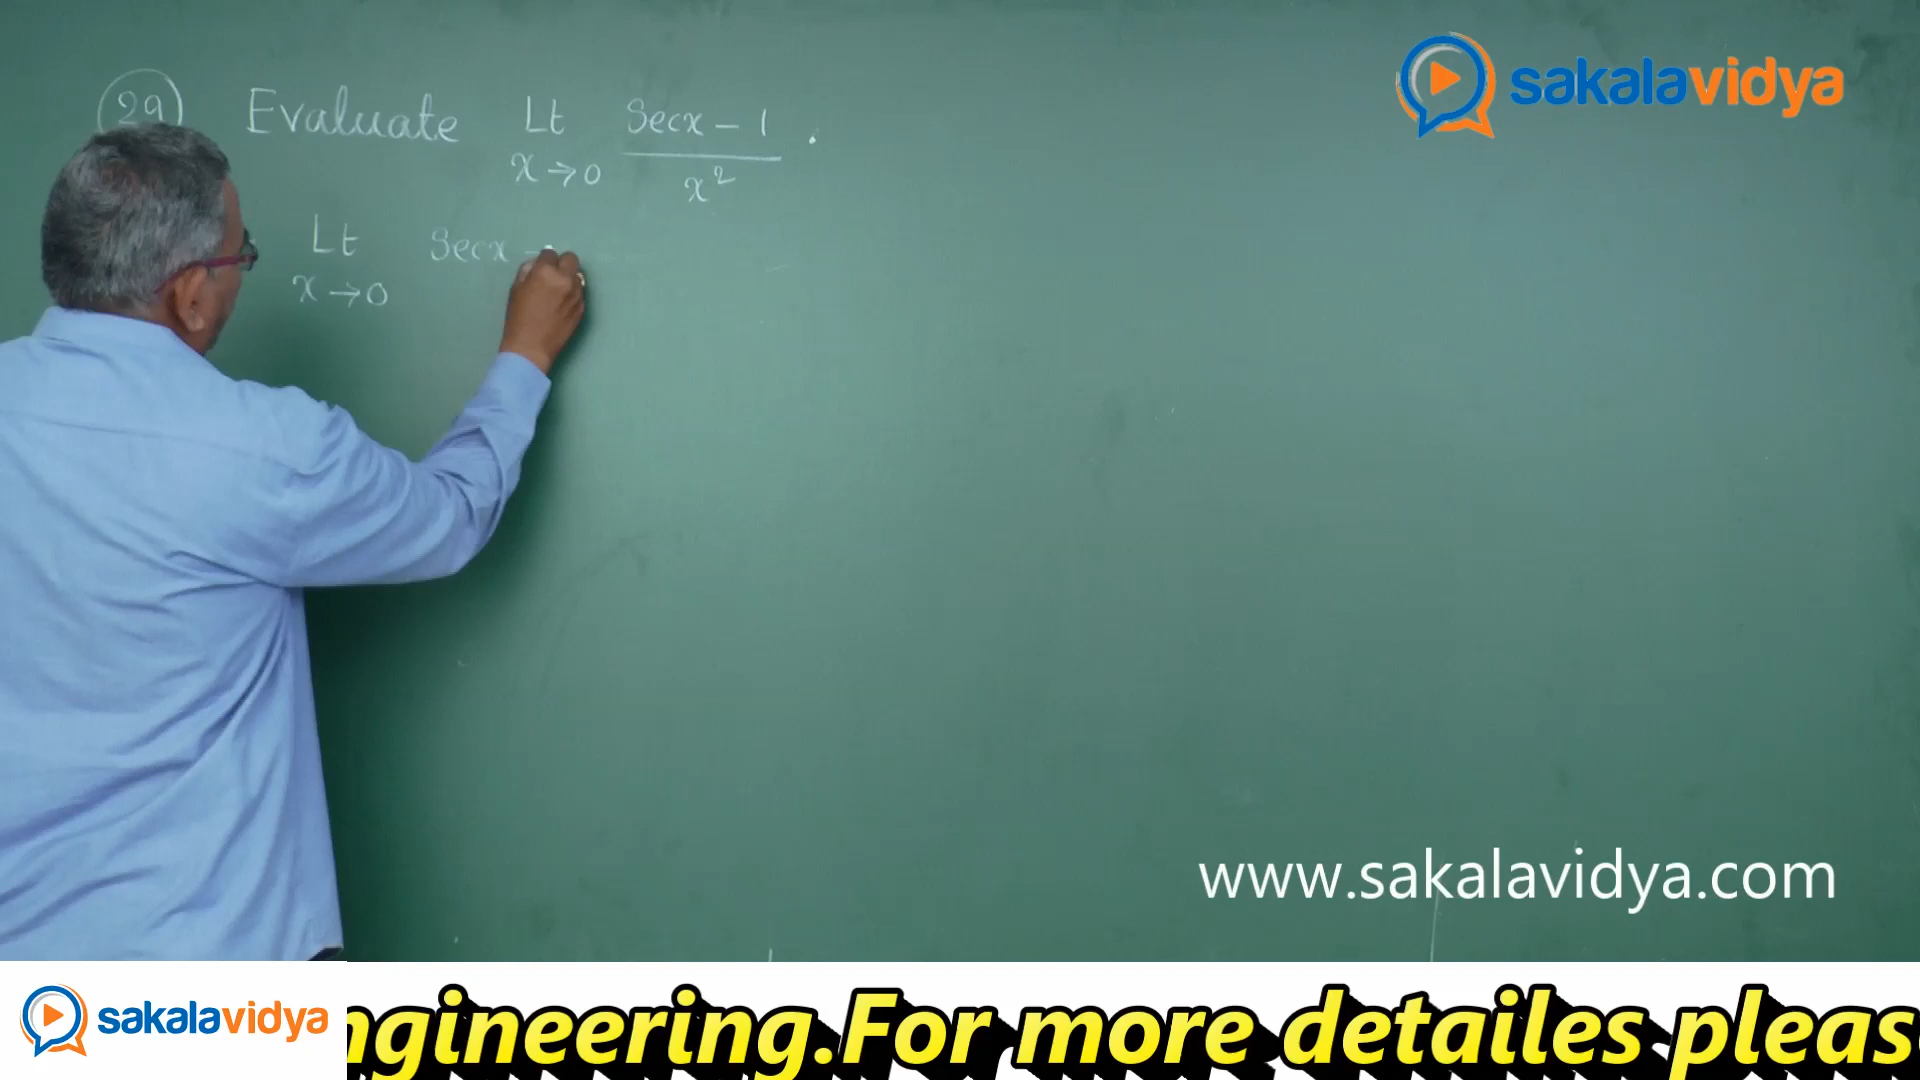 sakalavidya
29 Evaluate Lt Secx - 1 .
x → 0 x²
Lt Secx -
x → 0
www.sakalavidya.com
sakalavidya
ngineering.For more detailes pleas